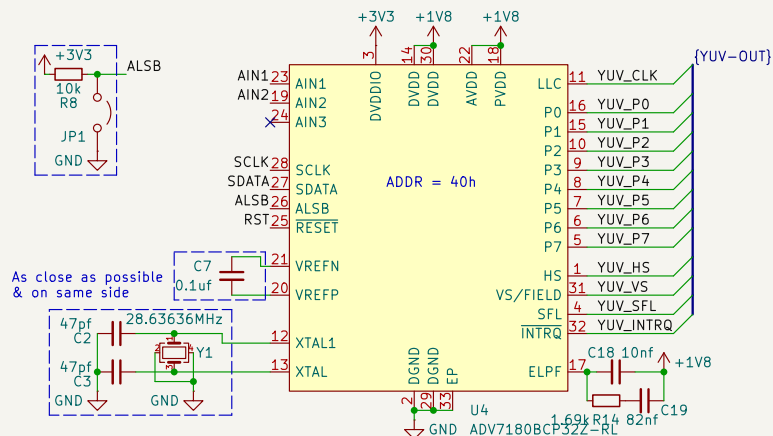 +3V3
+1V8
+1V8
3
14
30
22
18
DVDDIO
DVDD
DVDD
AVDD
PVDD
+3V3
ALSB
10k
R8
JP1
GND
AIN1 23 AIN1
AIN2 19 AIN2
24 AIN3
SCLK 28 SCLK
SDATA 27 SDATA
ALSB 26 ALSB
RST 25 RESET
ADDR = 40h
C7
0.1uf
21 VREFN
20 VREFP
As close as possible
& on same side
47pf
C2
28.63636MHz
Y1
47pf
C3
1
2
3
4
GND
GND
12 XTAL1
13 XTAL
{YUV-OUT}
LLC 11 YUV_CLK
P0 16 YUV_P0
P1 15 YUV_P1
P2 10 YUV_P2
P3 9 YUV_P3
P4 8 YUV_P4
P5 7 YUV_P5
P6 6 YUV_P6
P7 5 YUV_P7
HS 1 YUV_HS
VS/FIELD 31 YUV_VS
SFL 4 YUV_SFL
INTRQ 32 YUV_INTRQ
ELPF 17
C18 10nf
+1V8
1.69k R14 82nf
C19
DGND
DGND
EP
2
29
33
GND
U4
ADV7180BCP32Z-RL